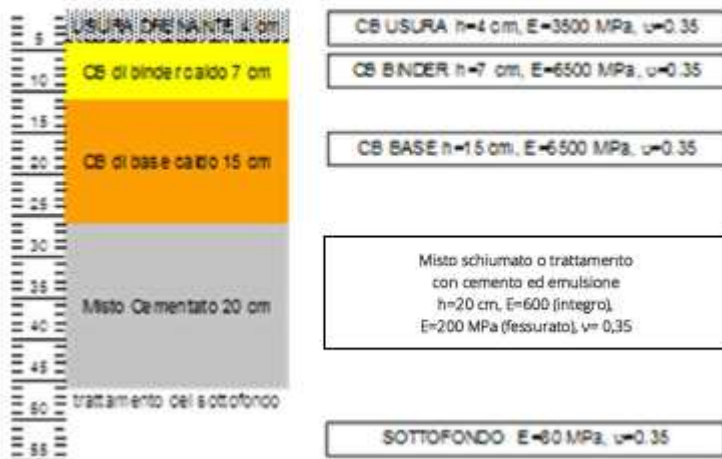 USURA DRENANTE 4 cm
CB di binder caldo 7 cm
CB di base caldo 15 cm
Misto Cementato 20 cm
trattamento del sottofondo
5
10
15
20
25
30
35
40
45
50
55
CB USURA h=4 cm, E=3500 MPa, υ=0.35
CB BINDER h=7 cm, E=6500 MPa, υ=0.35
CB BASE h=15 cm, E=6500 MPa, υ=0.35
Misto schiumato o trattamento
con cemento ed emulsione
h=20 cm, E=600 (integro),
E=200 MPa (fessurato), ν= 0,35
SOTTOFONDO E=80 MPa, υ=0.35